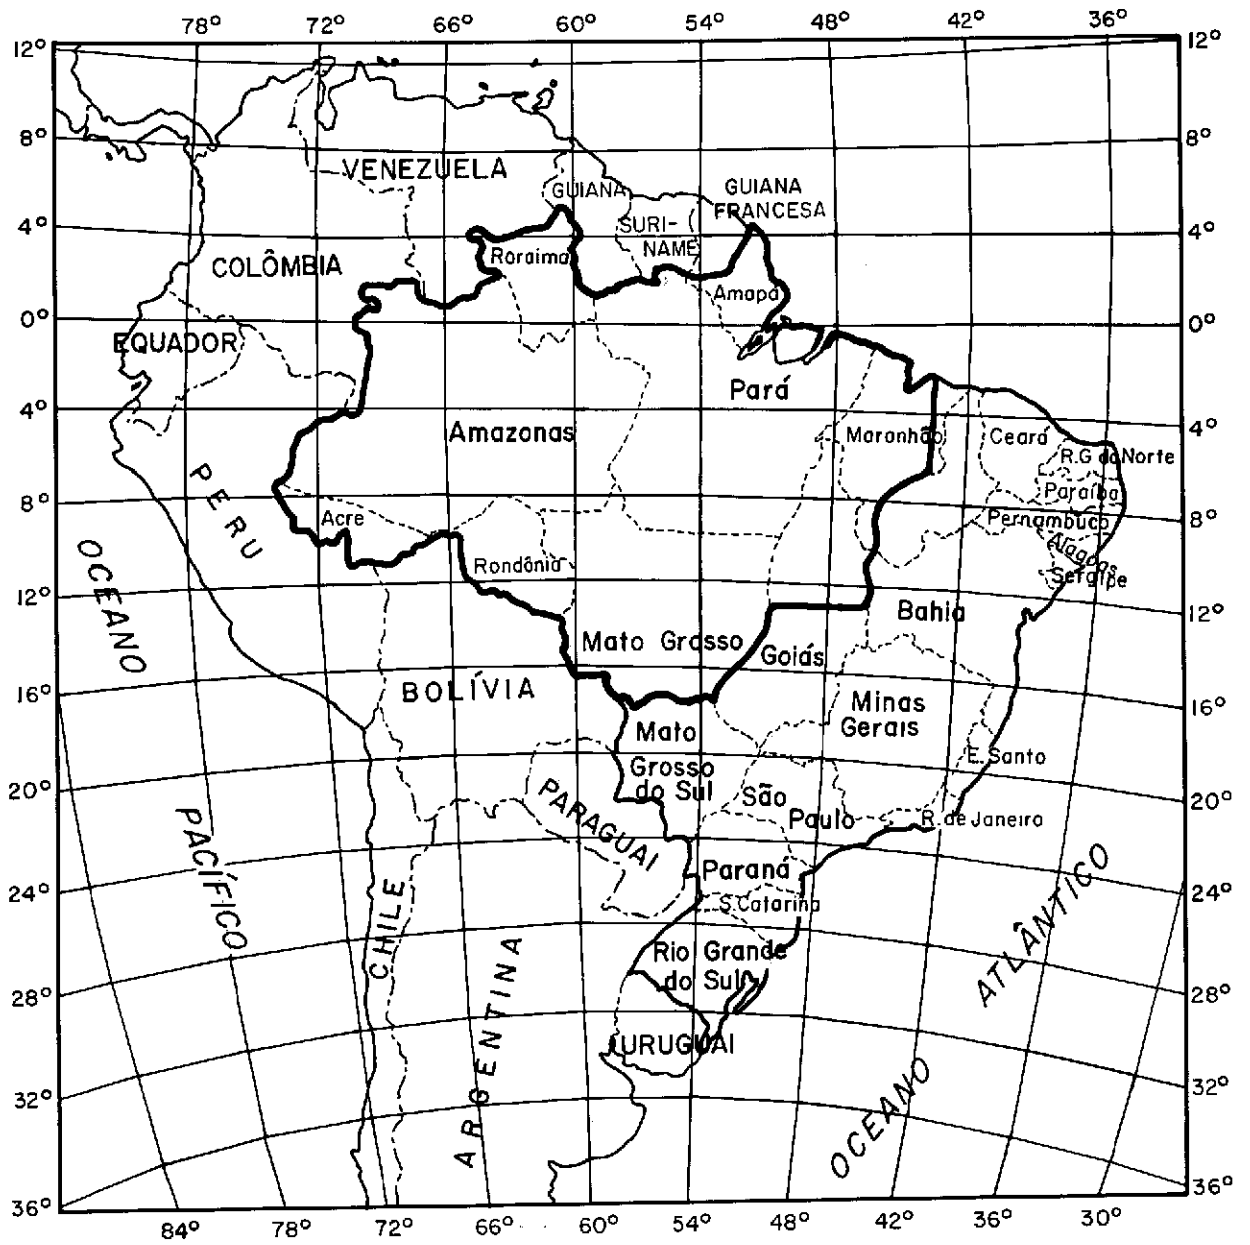 78° 72° 66° 60° 54° 48° 42° 36°
12° 12°
8° 8°
VENEZUELA
GUIANA
GUIANA
FRANCESA
SURI-
NAME
4° 4°
Roraima
COLÔMBIA
Amapá
0° 0°
EQUADOR
Pará
4° 4°
Amazonas
Maranhão
Ceará
R.G do Norte
PERU
Paraíba
8° 8°
Acre
Pernambuco
Alagoas
Rondônia
Sergipe
OCEANO
12° 12°
Bahia
Mato Grosso
Goiás
BOLÍVIA
16° 16°
Minas
Gerais
Mato
Grosso
do Sul
E. Santo
20° 20°
São
Paulo
R. de Janeiro
PARAGUAI
PACÍFICO
Paraná
24° 24°
S. Catarina
CHILE
ATLÂNTICO
Rio Grande
do Sul
28° 28°
ARGENTINA
URUGUAI
32° 32°
OCEANO
36° 36°
84° 78° 72° 66° 60° 54° 48° 42° 36° 30°